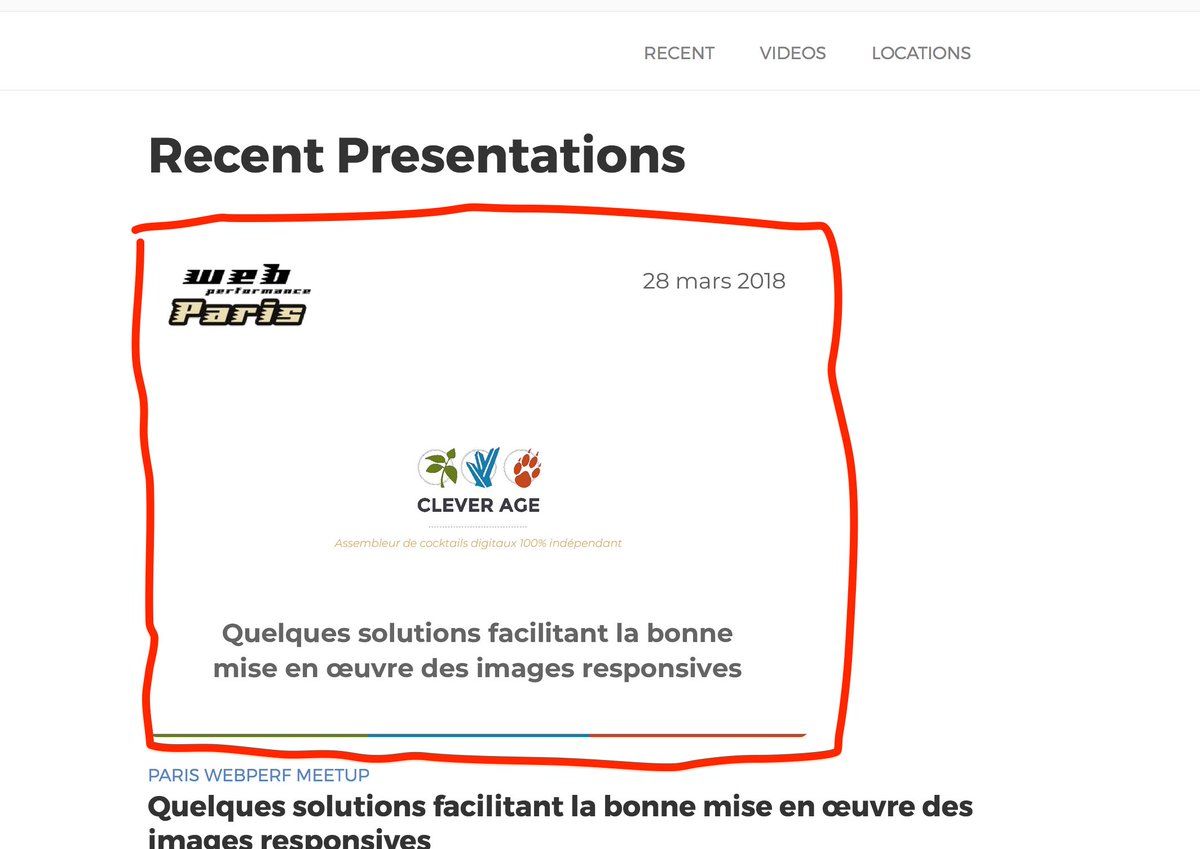 RECENT VIDEOS LOCATIONS
Recent Presentations
web
performance
Paris
28 mars 2018
CLEVER AGE
Assembleur de cocktails digitaux 100% indépendant
Quelques solutions facilitant la bonne
mise en œuvre des images responsives
PARIS WEBPERF MEETUP
Quelques solutions facilitant la bonne mise en œuvre des
images responsives